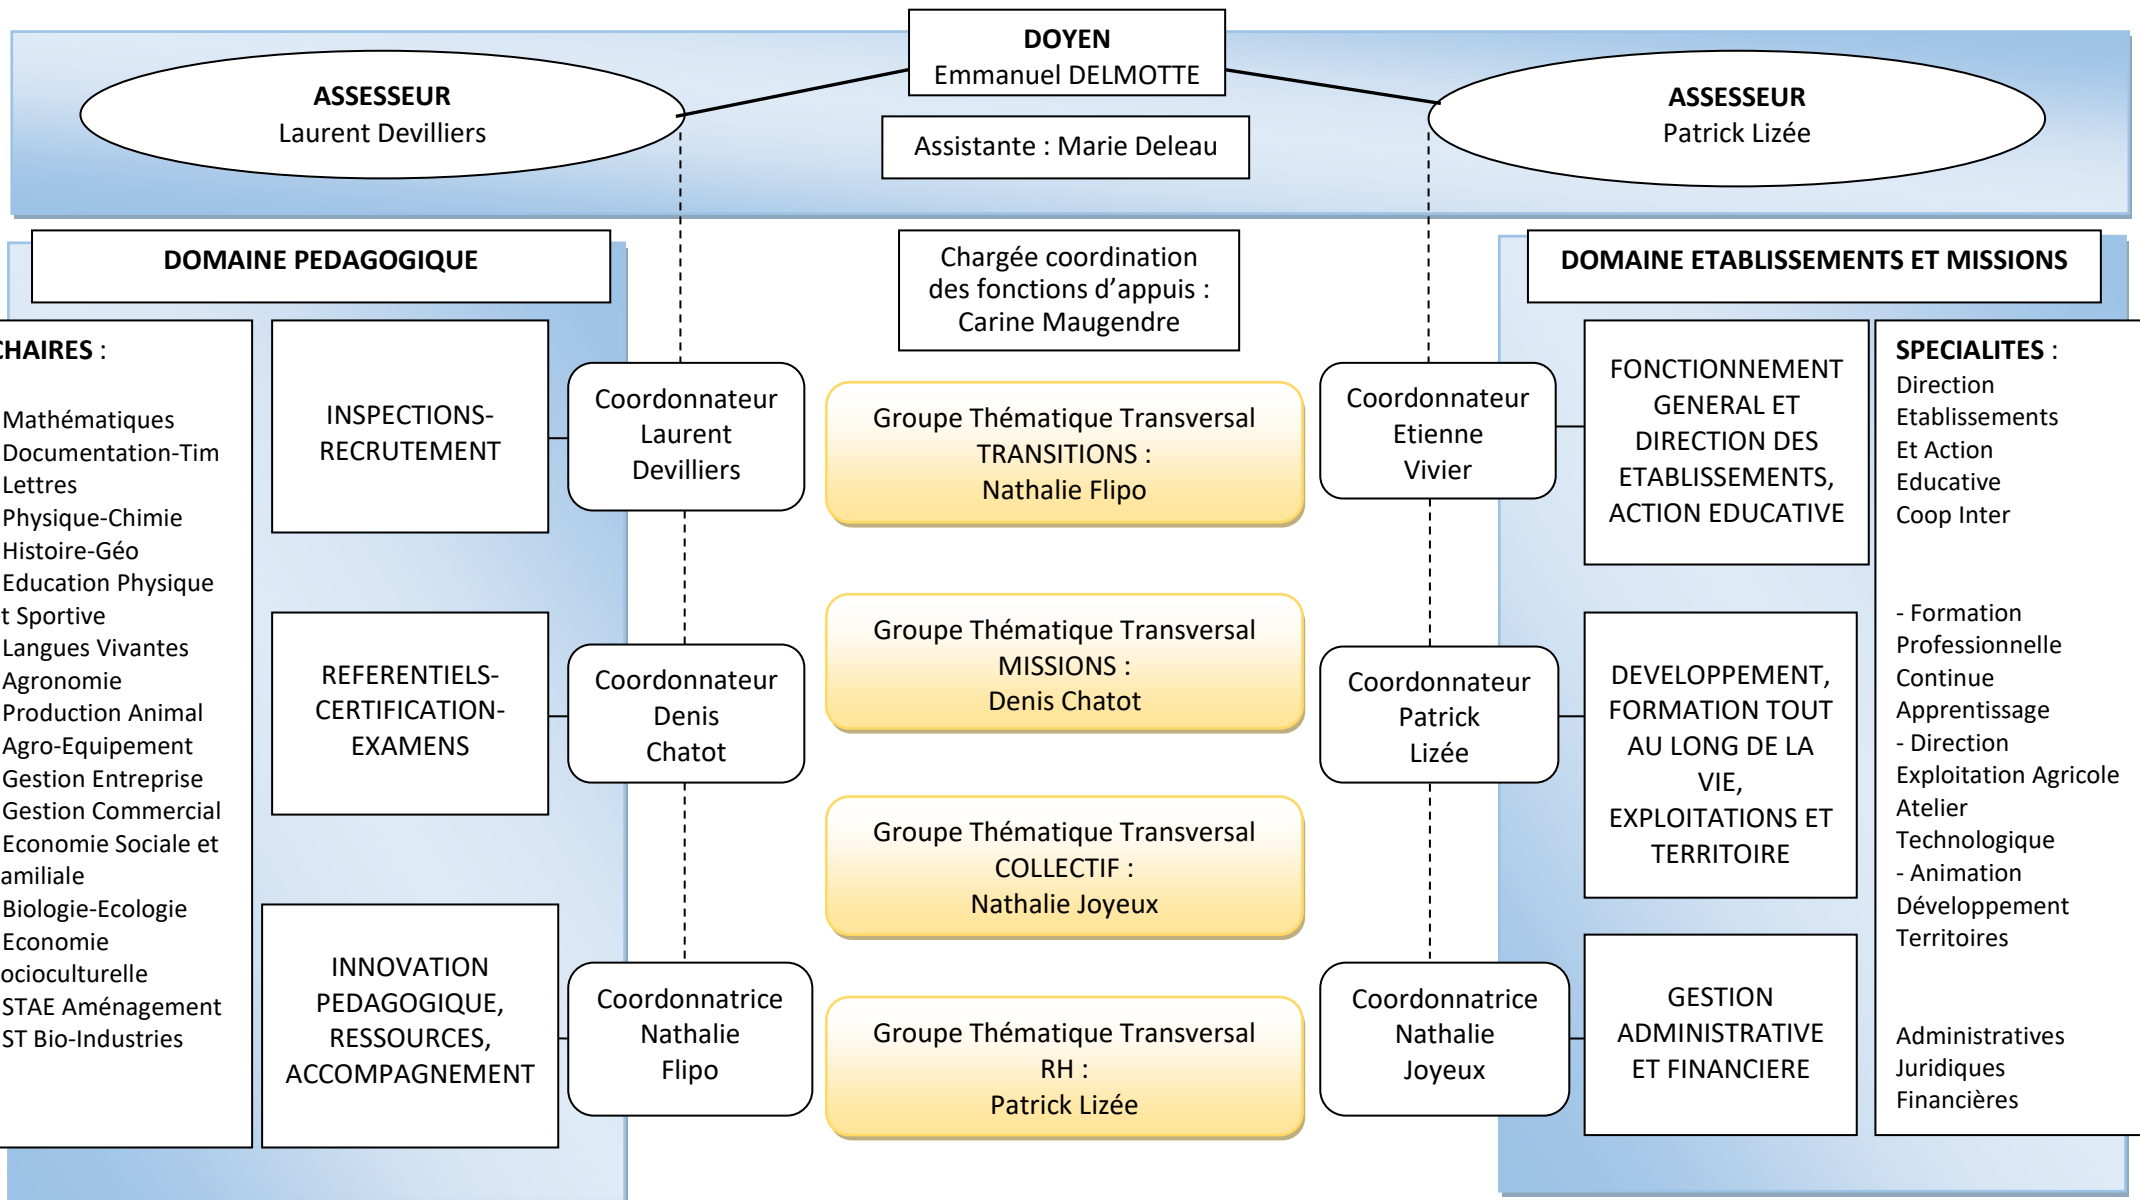 DOYEN
Emmanuel DELMOTTE
ASSESSEUR
Laurent Devilliers
ASSESSEUR
Patrick Lizée
Assistante : Marie Deleau
DOMAINE PEDAGOGIQUE
Chargée coordination
des fonctions d’appuis :
Carine Maugendre
DOMAINE ETABLISSEMENTS ET MISSIONS
HAIRES :
Mathématiques
Documentation-Tim
Lettres
Physique-Chimie
Histoire-Géo
Education Physique
t Sportive
Langues Vivantes
Agronomie
Production Animal
Agro-Equipement
Gestion Entreprise
Gestion Commercial
Economie Sociale et
amiliale
Biologie-Ecologie
Economie
ocioculturelle
STAE Aménagement
ST Bio-Industries
INSPECTIONS-
RECRUTEMENT
Coordonnateur
Laurent
Devilliers
REFERENTIELS-
CERTIFICATION-
EXAMENS
Coordonnateur
Denis
Chatot
INNOVATION
PEDAGOGIQUE,
RESSOURCES,
ACCOMPAGNEMENT
Coordonnatrice
Nathalie
Flipo
Groupe Thématique Transversal
TRANSITIONS :
Nathalie Flipo
Groupe Thématique Transversal
MISSIONS :
Denis Chatot
Groupe Thématique Transversal
COLLECTIF :
Nathalie Joyeux
Groupe Thématique Transversal
RH :
Patrick Lizée
Coordonnateur
Etienne
Vivier
FONCTIONNEMENT
GENERAL ET
DIRECTION DES
ETABLISSEMENTS,
ACTION EDUCATIVE
Coordonnateur
Patrick
Lizée
DEVELOPPEMENT,
FORMATION TOUT
AU LONG DE LA
VIE,
EXPLOITATIONS ET
TERRITOIRE
Coordonnatrice
Nathalie
Joyeux
GESTION
ADMINISTRATIVE
ET FINANCIERE
SPECIALITES :
Direction
Etablissements
Et Action
Educative
Coop Inter
- Formation
Professionnelle
Continue
Apprentissage
- Direction
Exploitation Agricole
Atelier
Technologique
- Animation
Développement
Territoires
Administratives
Juridiques
Financières